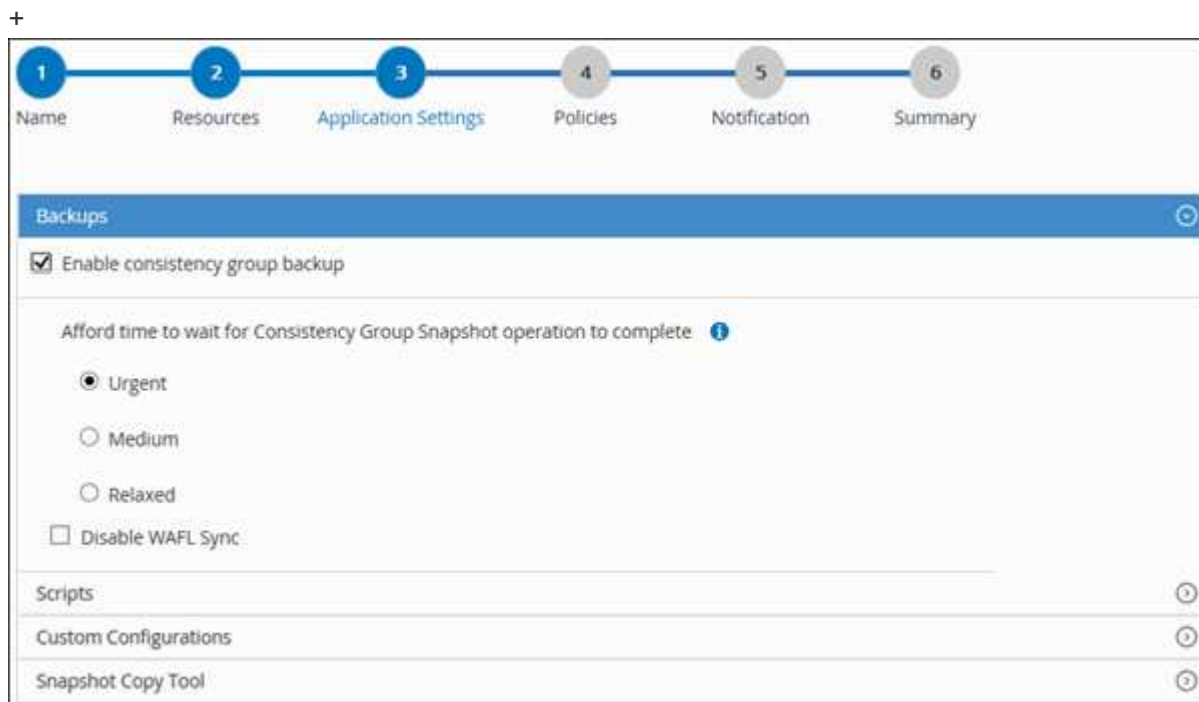 +
1 2 3 4 5 6
Name Resources Application Settings Policies Notification Summary
Backups
Enable consistency group backup
Afford time to wait for Consistency Group Snapshot operation to complete
Urgent
Medium
Relaxed
Disable WAFL Sync
Scripts
Custom Configurations
Snapshot Copy Tool